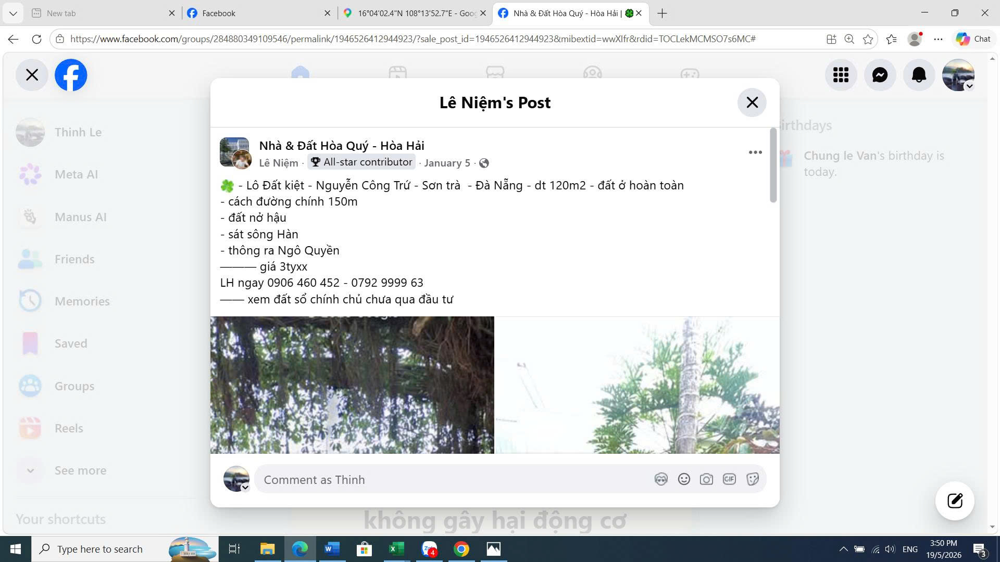 New tab
Facebook
16°04'02.4"N 108°13'52.7"E - Goog
Nhà & Đất Hòa Quý - Hòa Hải |
https://www.facebook.com/groups/284880349109546/permalink/1946526412944923/?sale_post_id=1946526412944923&mibextid=wwXIfr&rdid=TOCLekMCMSO7s6MC#
Chat
Lê Niệm's Post
Thinh Le
Meta AI
Manus AI
Friends
Memories
Saved
Groups
Reels
See more
Your shortcuts
Nhà & Đất Hòa Quý - Hòa Hải
Lê Niệm · All-star contributor · January 5 ·
🍀 - Lô Đất kiệt - Nguyễn Công Trứ - Sơn trà - Đà Nẵng - dt 120m2 - đất ở hoàn toàn
- cách đường chính 150m
- đất nở hậu
- sát sông Hàn
- thông ra Ngô Quyền
——— giá 3tyxx
LH ngay 0906 460 452 - 0792 9999 63
—— xem đất sổ chính chủ chưa qua đầu tư
Comment as Thinh
GIF
không gây hại động cơ
irthdays
Chung le Van's birthday is
today.
Type here to search
4
ENG
3:50 PM
19/5/2026
3